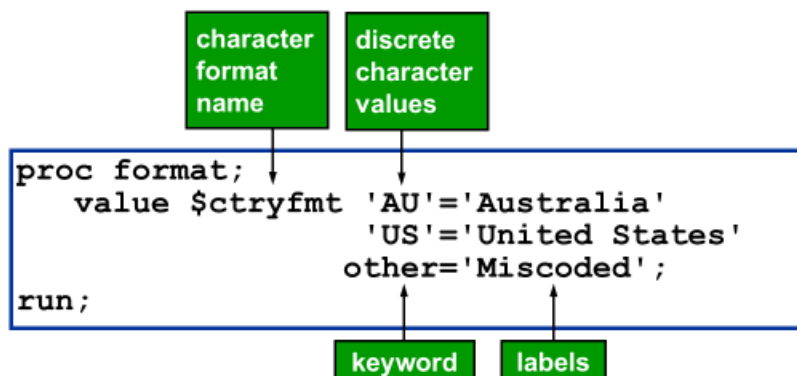 character
format
name
discrete
character
values
proc format;
value $ctryfmt 'AU'='Australia'
'US'='United States'
other='Miscoded';
run;
keyword
labels